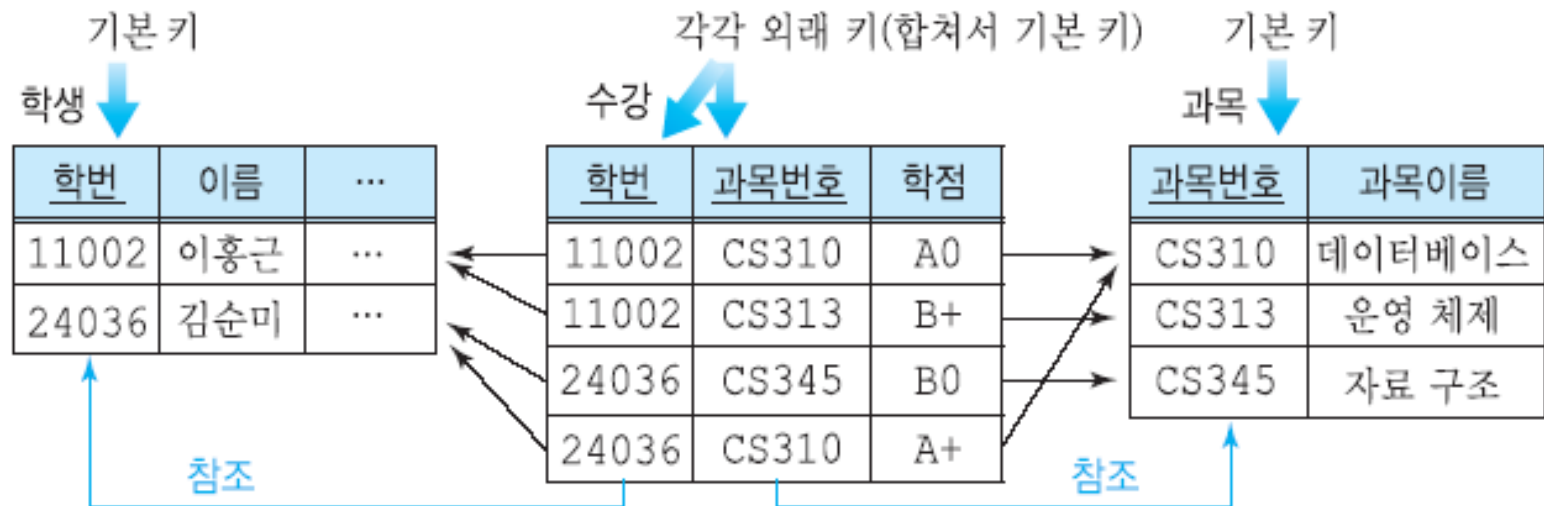 기본 키 각각 외래 키(합쳐서 기본 키) 기본 키
학생 수강 과목
학번 이름 … 학번 과목번호 학점 과목번호 과목이름
11002 이홍근 … 11002 CS310 A0 CS310 데이터베이스
24036 김순미 … 11002 CS313 B+ CS313 운영 체제
24036 CS345 B0 CS345 자료 구조
24036 CS310 A+
참조 참조